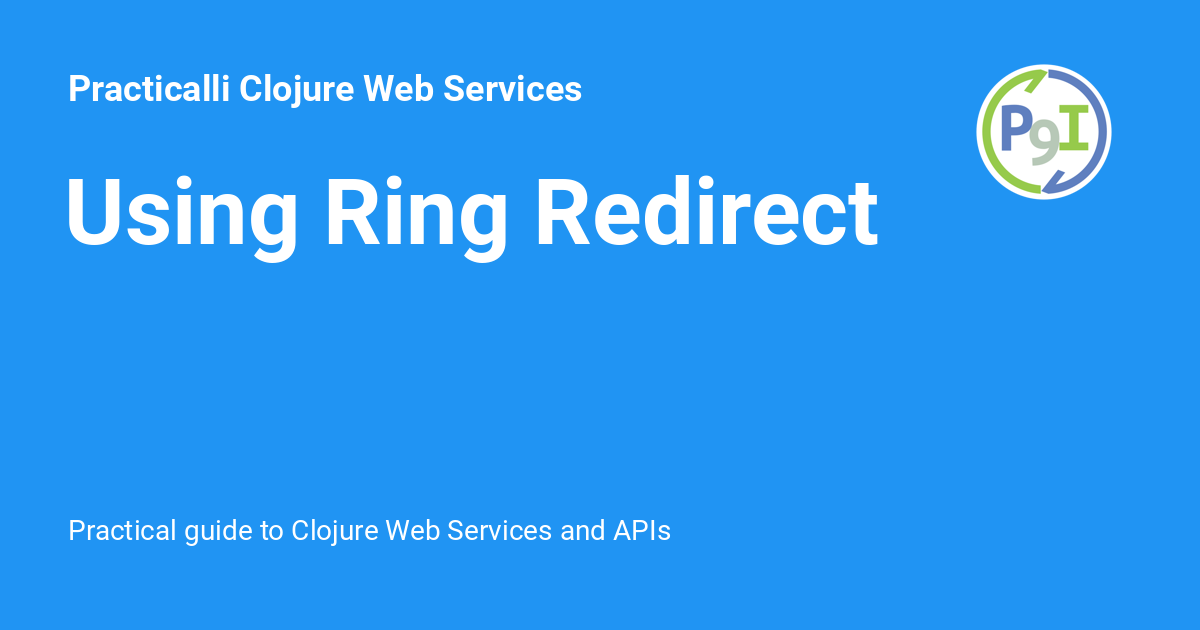 Practicalli Clojure Web Services
P9I
Using Ring Redirect
Practical guide to Clojure Web Services and APIs